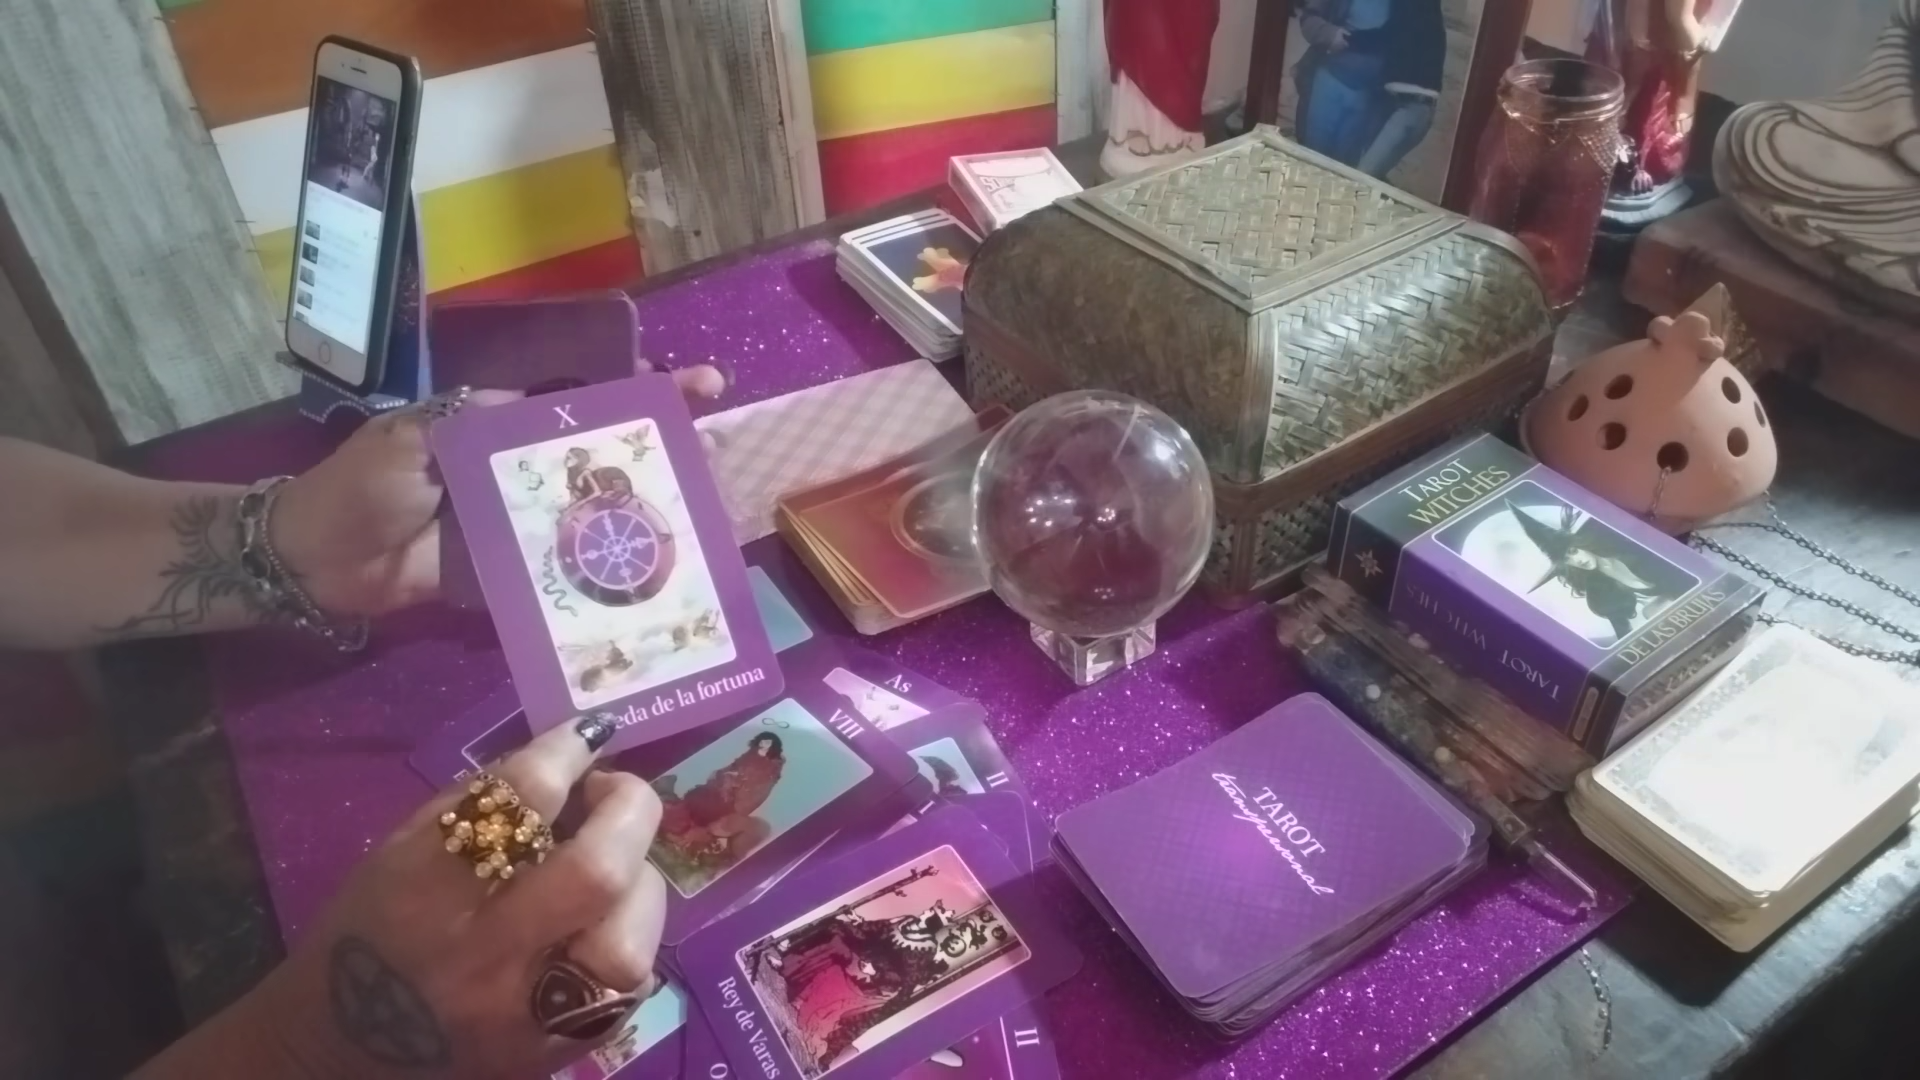 X
eda de la fortuna
As
VIII
II
Rey de Varas
II
TAROT
transpersonal
TAROT
WITCHES
TAROT WITCHES
DE LAS BRUJAS